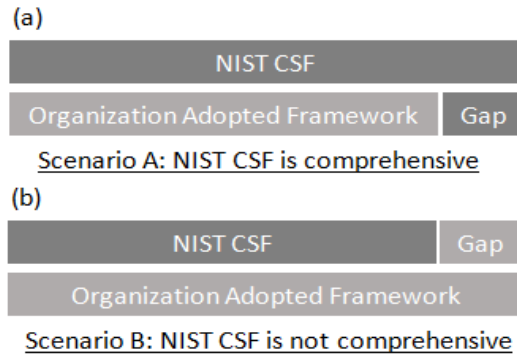 (a)
NIST CSF
Organization Adopted Framework Gap
Scenario A: NIST CSF is comprehensive
(b)
NIST CSF Gap
Organization Adopted Framework
Scenario B: NIST CSF is not comprehensive